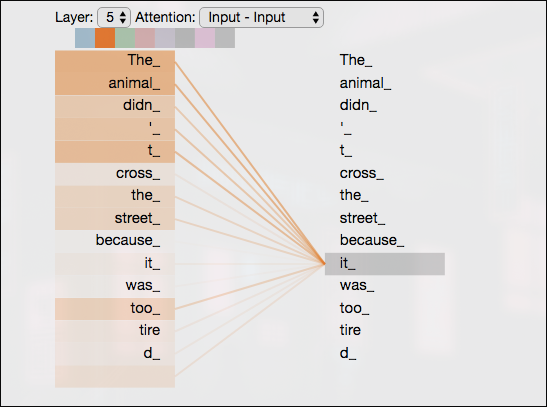 Layer: 5 Attention: Input - Input
The_ The_
animal_ animal_
didn_ didn_
'_ '_
t_ t_
cross_ cross_
the_ the_
street_ street_
because_ because_
it_ it_
was_ was_
too_ too_
tire tire
d_ d_